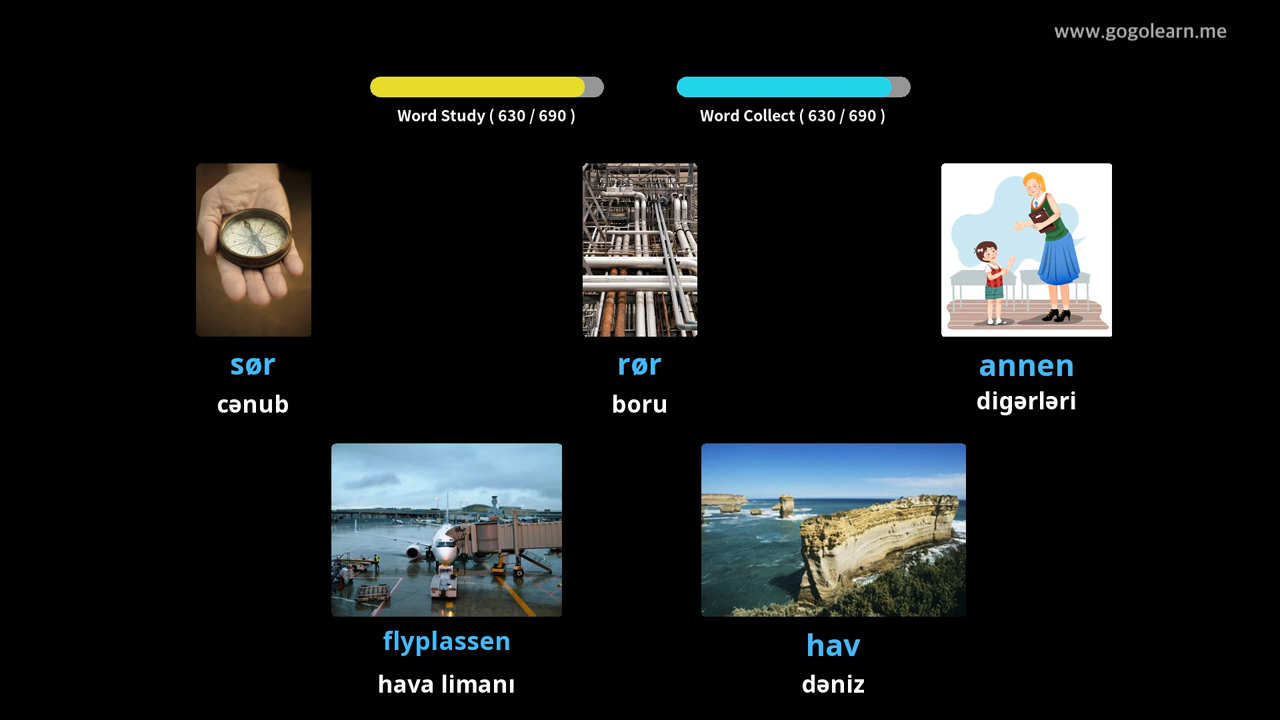 www.gogolearn.me
Word Study ( 630 / 690 )
Word Collect ( 630 / 690 )
sør
rør
annen
cənub
boru
digərləri
flyplassen
hav
hava limanı
dəniz